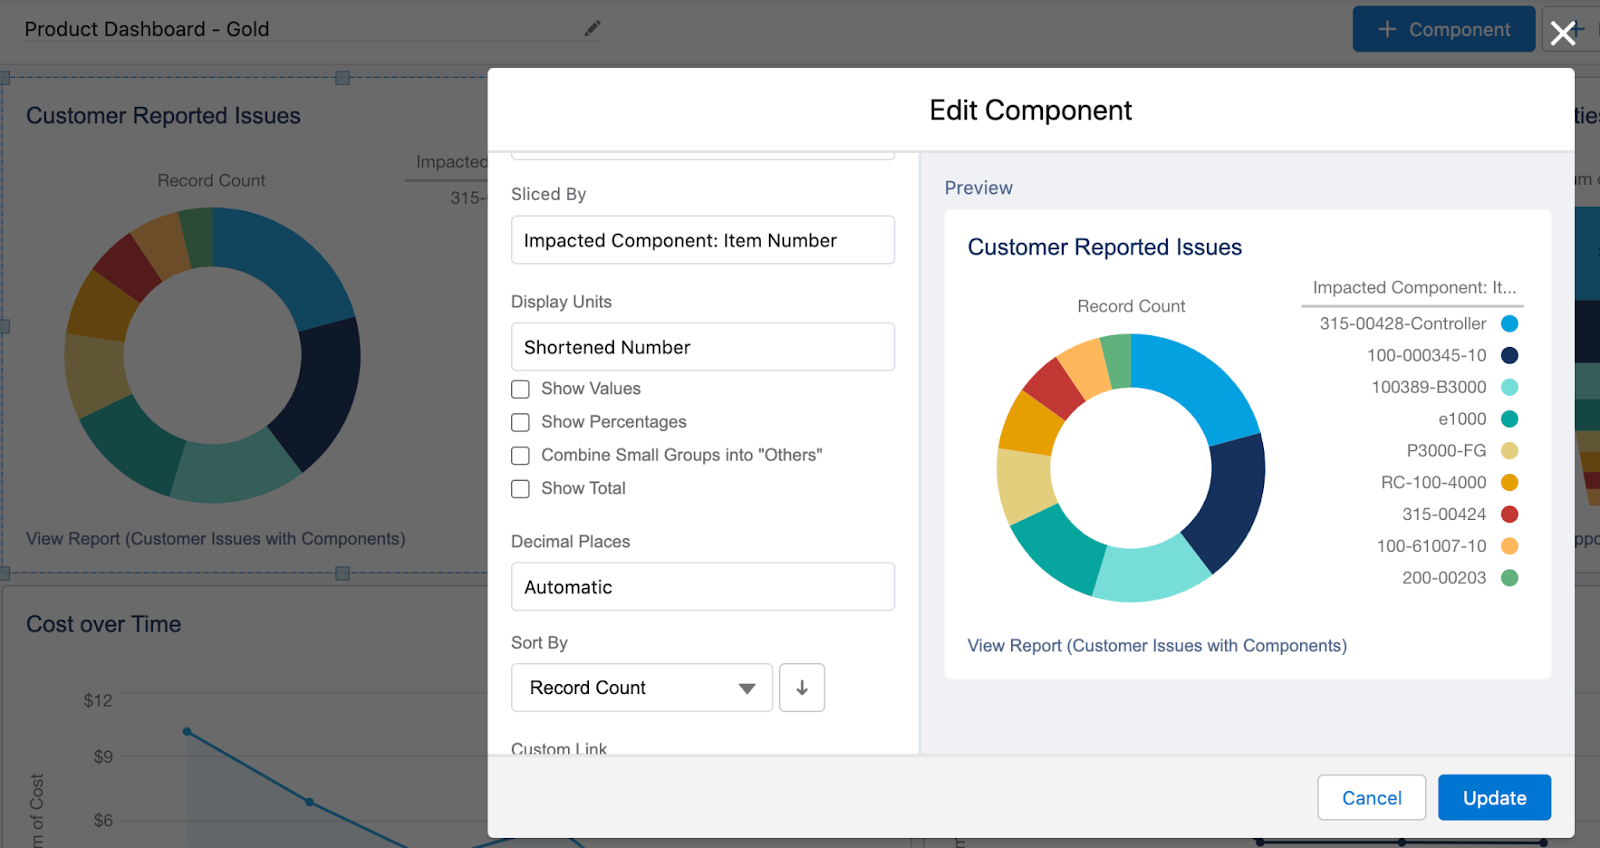 Product Dashboard - Gold
+ Component
Customer Reported Issues
Record Count
Impacted
315-
View Report (Customer Issues with Components)
Cost over Time
$12
$9
$6
m of Cost
Edit Component
Sliced By
Impacted Component: Item Number
Display Units
Shortened Number
Show Values
Show Percentages
Combine Small Groups into "Others"
Show Total
Decimal Places
Automatic
Sort By
Record Count
Custom Link
Preview
Customer Reported Issues
Record Count
Impacted Component: It...
315-00428-Controller
100-000345-10
100389-B3000
e1000
P3000-FG
RC-100-4000
315-00424
100-61007-10
200-00203
View Report (Customer Issues with Components)
Cancel
Update